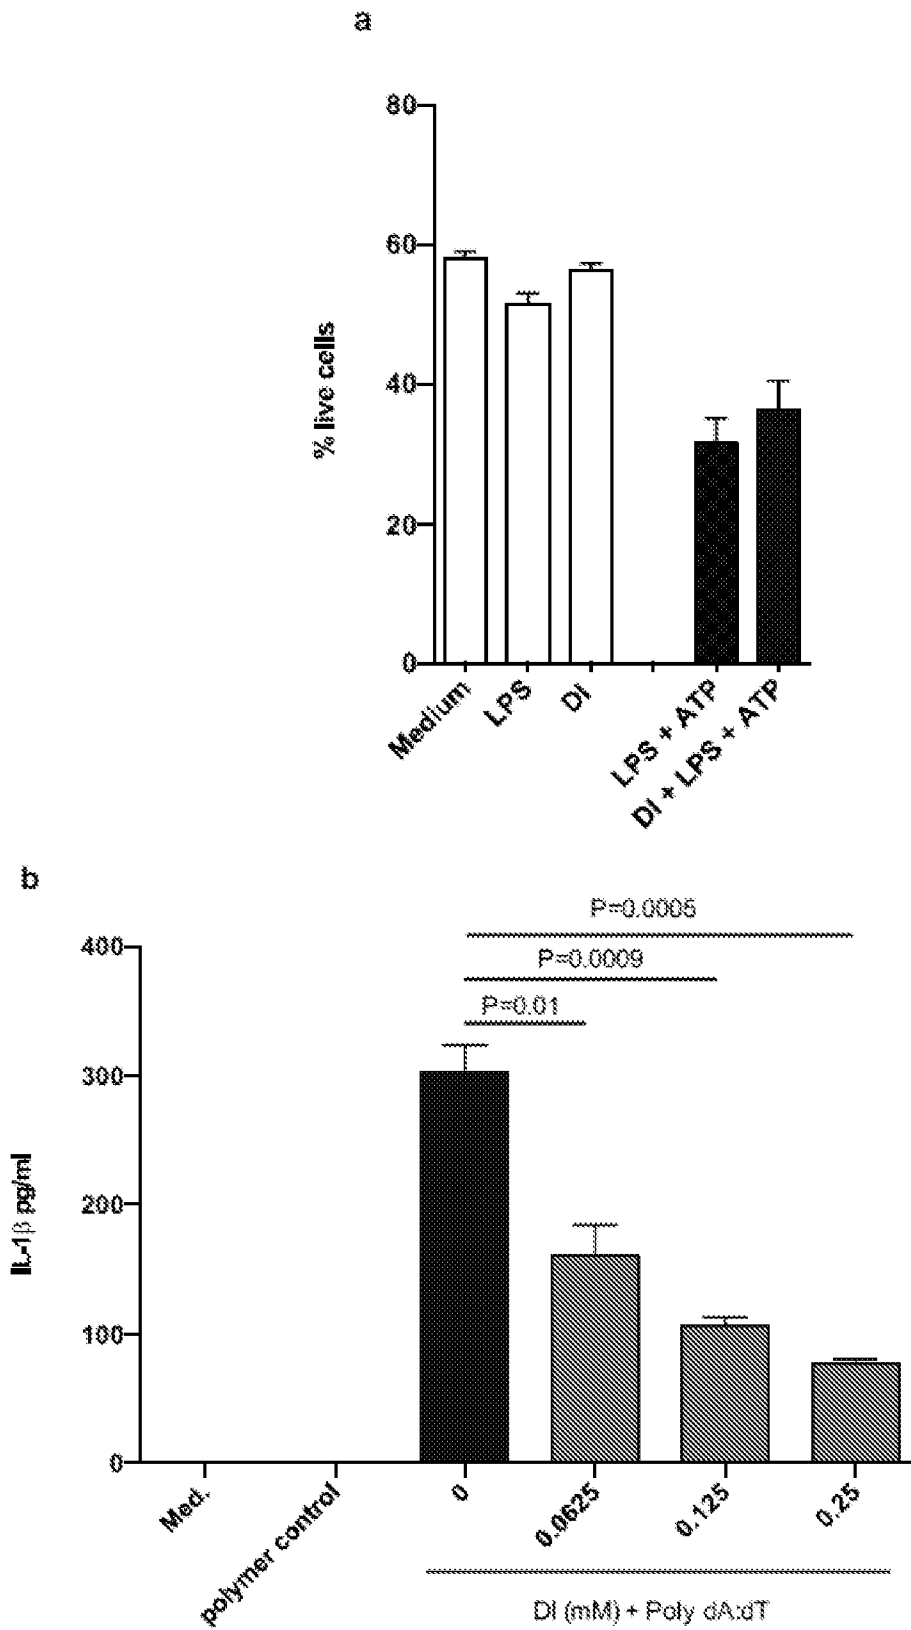 a
80
60
40
20
0
% live cells
Medium
LPS
DI
LPS + ATP
DI + LPS + ATP
b
P=0.0005
P=0.0009
P=0.01
400
300
200
100
0
IL-1β pg/ml
Med.
polymer control
0
0.0625
0.125
0.25
DI (mM) + Poly dA:dT